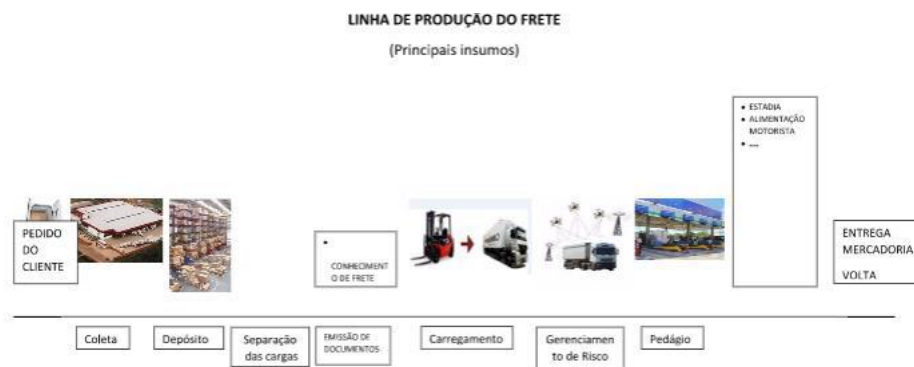 LINHA DE PRODUÇÃO DO FRETE
(Principais insumos)
• ESTADIA
• ALIMENTAÇÃO
MOTORISTA
• ...
PEDIDO
DO
CLIENTE
•
CONHECIMENT
O DE FRETE
ENTREGA
MERCADORIA
VOLTA
Coleta
Depósito
Separação
das cargas
EMISSÃO DE
DOCUMENTOS
Carregamento
Gerenciamen
to de Risco
Pedágio